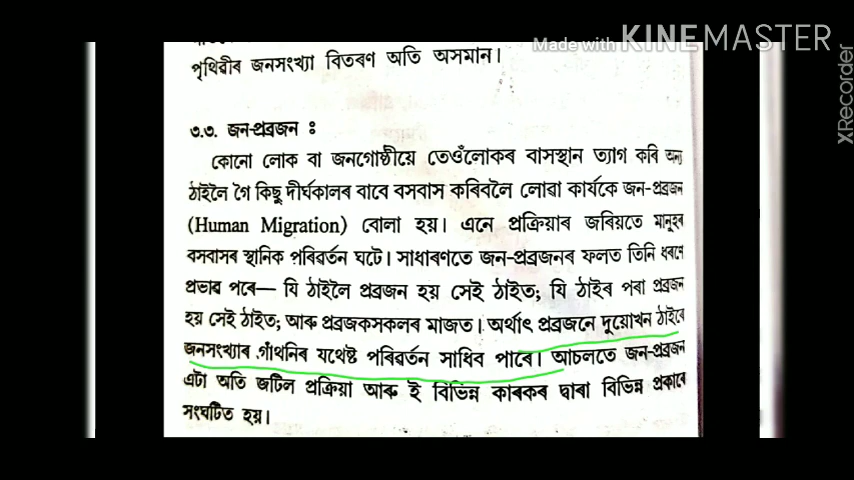 Made with KINEMASTER
XRecorder
পৃথিৱীৰ জনসংখ্যা বিতৰণ অতি অসমান।
৩.৩. জন-প্ৰব্ৰজন :
কোনো লোক বা জনগোষ্ঠীয়ে তেওঁলোকৰ বাসস্থান ত্যাগ কৰি অন্য
ঠাইলৈ গৈ কিছু দীৰ্ঘকালৰ বাবে বসবাস কৰিবলৈ লোৱা কাৰ্যকে জন-প্ৰব্ৰজন
(Human Migration) বোলা হয়। এনে প্ৰক্ৰিয়াৰ জৰিয়তে মানুহৰ
বসবাসৰ স্থানিক পৰিৱৰ্তন ঘটে। সাধাৰণতে জন-প্ৰব্ৰজনৰ ফলত তিনি ধৰণে
প্ৰভাৱ পৰে— যি ঠাইলৈ প্ৰব্ৰজন হয় সেই ঠাইত; যি ঠাইৰ পৰা প্ৰব্ৰজন
হয় সেই ঠাইত; আৰু প্ৰব্ৰজকসকলৰ মাজত। অৰ্থাৎ প্ৰব্ৰজনে দুয়োখন ঠাইৰে
জনসংখ্যাৰ গাঁথনিৰ যথেষ্ট পৰিৱৰ্তন সাধিব পাৰে। আচলতে জন-প্ৰব্ৰজন
এটা অতি জটিল প্ৰক্ৰিয়া আৰু ই বিভিন্ন কাৰকৰ দ্বাৰা বিভিন্ন প্ৰকাৰে
সংঘটিত হয়।